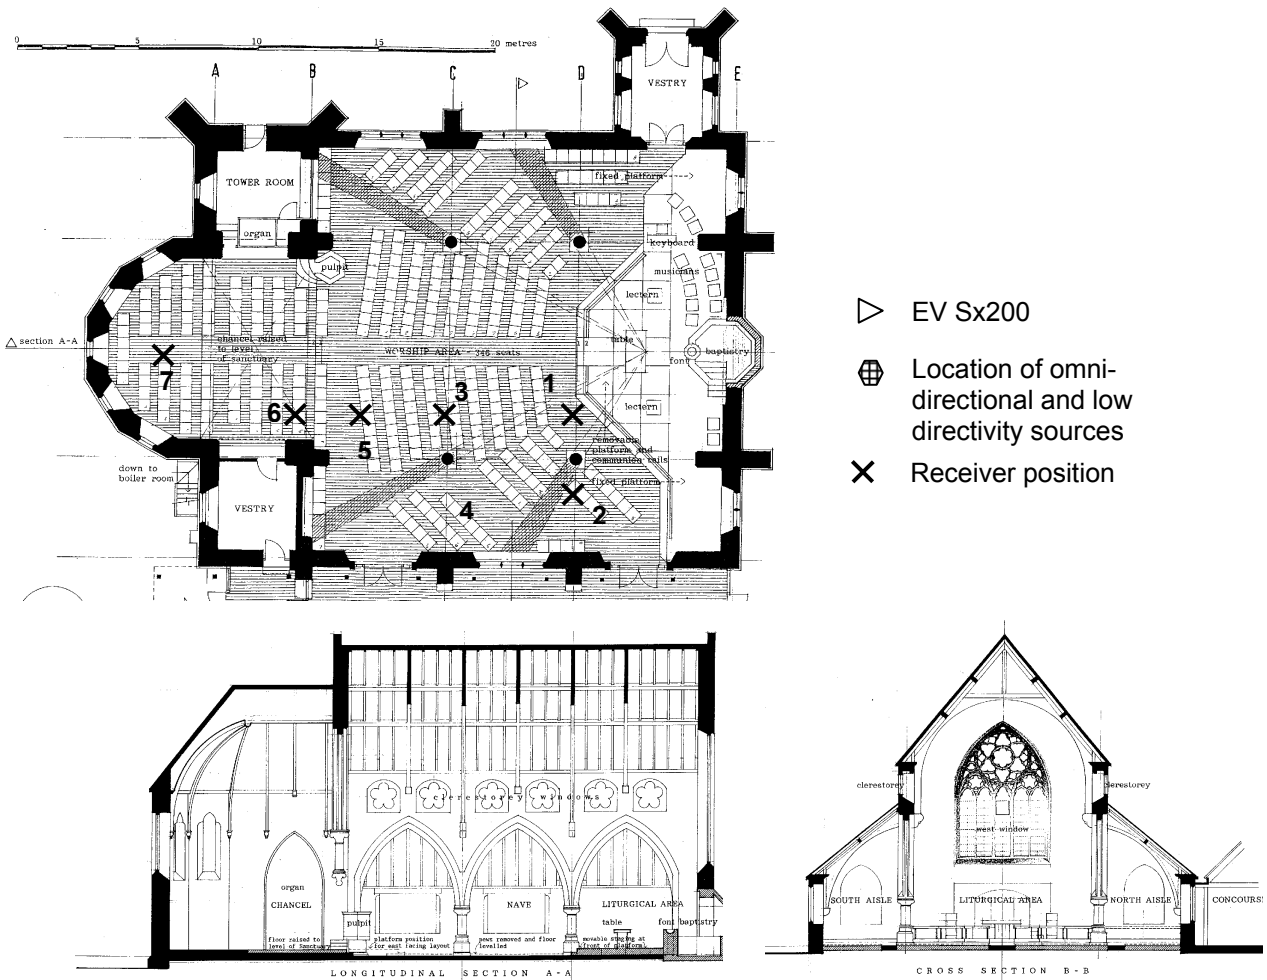 0 5 10 15 20 metres
A B C D E
VESTRY
TOWER ROOM
fixed platform
organ
keyboard
pulpit
musicians
lectern
section A-A
chancel raised
to level
of sanctuary
WORSHIP AREA - 346 seats
table
font
baptistry
7
6
5
3
1
lectern
removable
platform and
communion rails
down to
boiler room
fixed platform
VESTRY
4
2
EV Sx200
Location of omni-
directional and low
directivity sources
Receiver position
clerestorey windows
organ
CHANCEL
pulpit
NAVE
LITURGICAL AREA
table
font baptistry
floor raised to
level of Sanctu
platform position
for east facing layout
pews removed and floor
levelled
movable staging at
front of platform
LONGITUDINAL SECTION A-A
clerestorey
clerestorey
west window
SOUTH AISLE
LITURGICAL AREA
NORTH AISLE
CONCOURSE
CROSS SECTION B-B